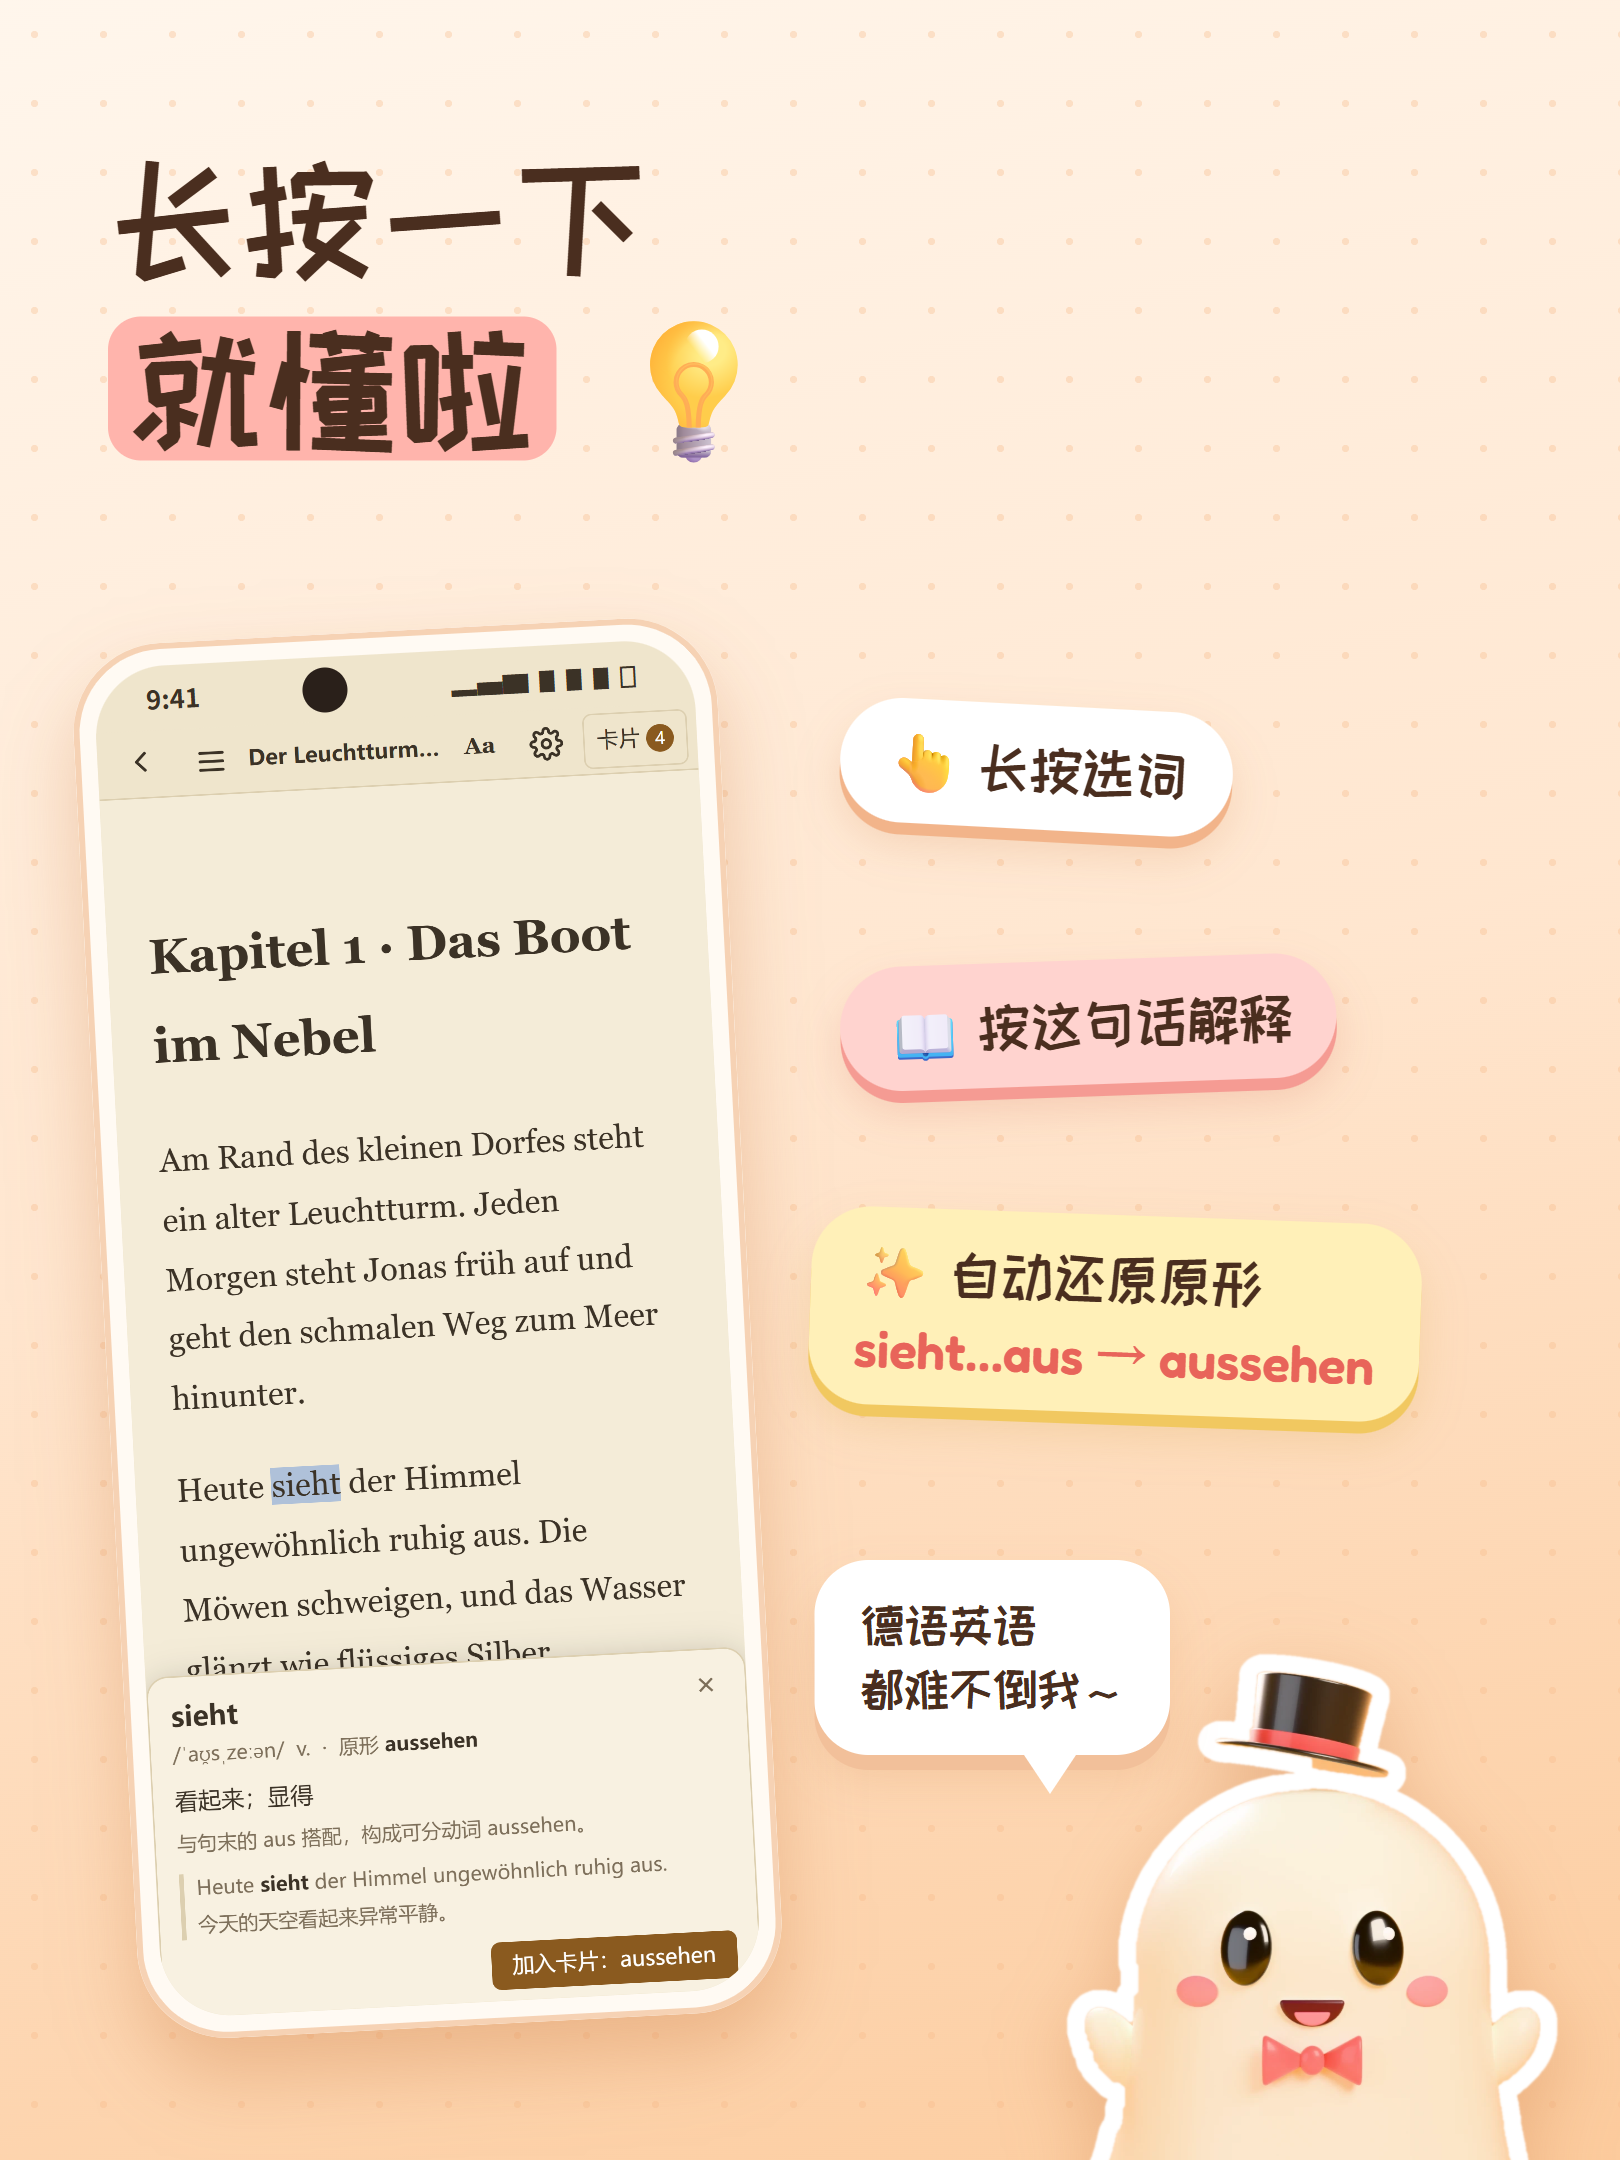 长按一下
就懂啦
9:41
Der Leuchtturm... Aa 卡片 4
Kapitel 1 · Das Boot
im Nebel
Am Rand des kleinen Dorfes steht
ein alter Leuchtturm. Jeden
Morgen steht Jonas früh auf und
geht den schmalen Weg zum Meer
hinunter.
Heute sieht der Himmel
ungewöhnlich ruhig aus. Die
Möwen schweigen, und das Wasser
glänzt wie flüssiges Silber
sieht
/ˈaʊ̯sˌzeːən/ v. · 原形 aussehen
看起来；显得
与句末的 aus 搭配，构成可分动词 aussehen。
Heute sieht der Himmel ungewöhnlich ruhig aus.
今天的天空看起来异常平静。
加入卡片：aussehen
长按选词
按这句话解释
自动还原原形
sieht...aus → aussehen
德语英语
都难不倒我～